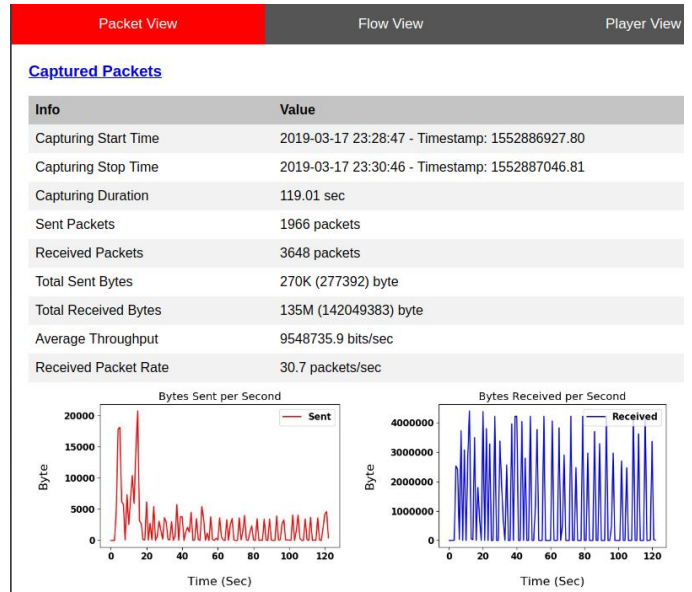 Packet View Flow View Player View
Captured Packets
Info Value
Capturing Start Time 2019-03-17 23:28:47 - Timestamp: 1552886927.80
Capturing Stop Time 2019-03-17 23:30:46 - Timestamp: 1552887046.81
Capturing Duration 119.01 sec
Sent Packets 1966 packets
Received Packets 3648 packets
Total Sent Bytes 270K (277392) byte
Total Received Bytes 135M (142049383) byte
Average Throughput 9548735.9 bits/sec
Received Packet Rate 30.7 packets/sec
Bytes Sent per Second
Sent
20000
15000
10000
5000
0
Byte
0 20 40 60 80 100 120
Time (Sec)
Bytes Received per Second
Received
4000000
3000000
2000000
1000000
0
Byte
0 20 40 60 80 100 120
Time (Sec)